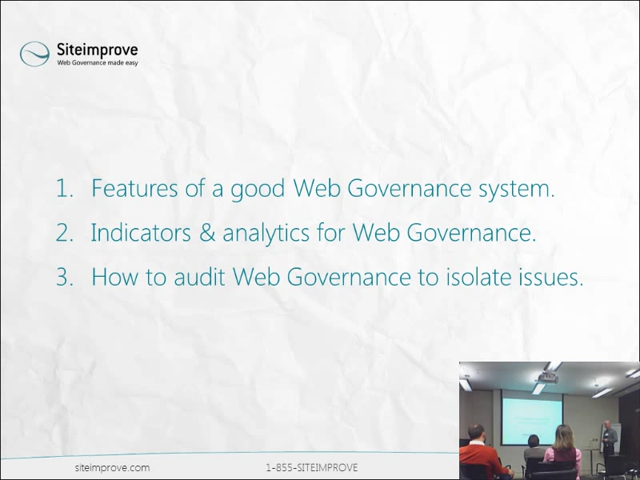 Siteimprove
Web Governance made easy
1. Features of a good Web Governance system.
2. Indicators & analytics for Web Governance.
3. How to audit Web Governance to isolate issues.
siteimprove.com
1-855-SITEIMPROVE